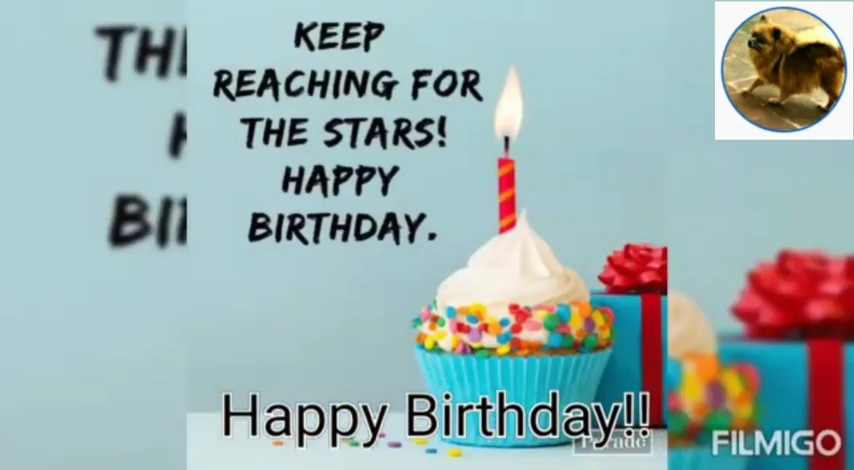 KEEP
REACHING FOR
THE STARS!
HAPPY
BIRTHDAY.
Happy Birthday!!
FILMIGO